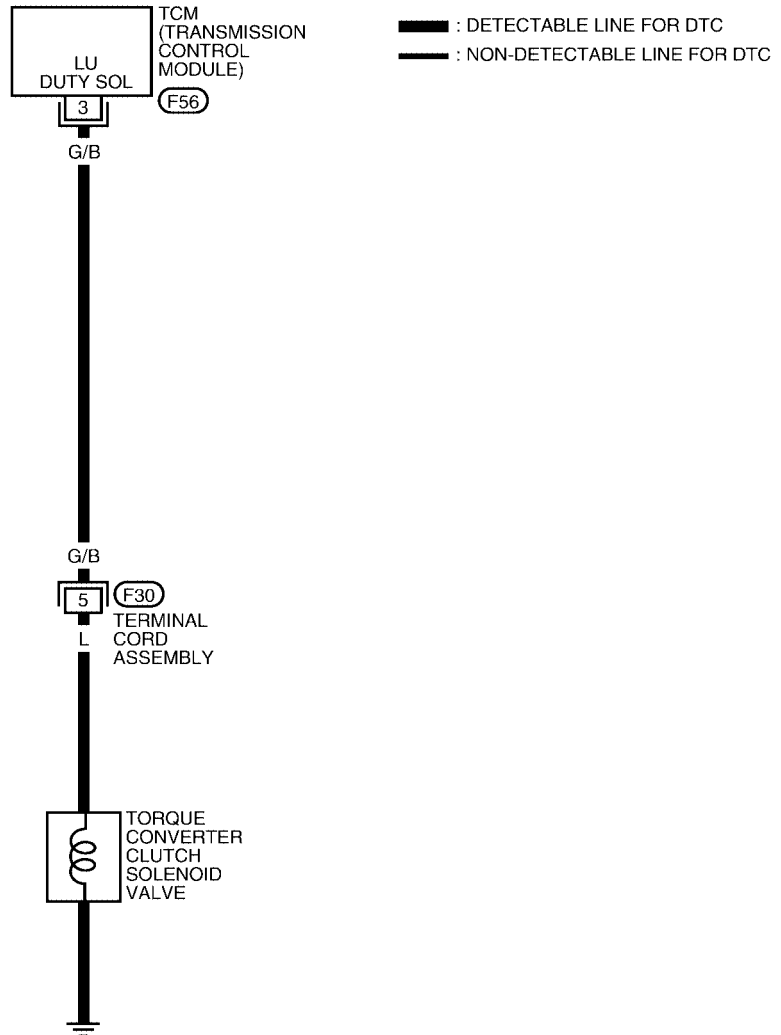 TCM
(TRANSMISSION
CONTROL
MODULE)
LU
DUTY SOL
3
F56
G/B
: DETECTABLE LINE FOR DTC
: NON-DETECTABLE LINE FOR DTC
G/B
5
F30
L
TERMINAL
CORD
ASSEMBLY
TORQUE
CONVERTER
CLUTCH
SOLENOID
VALVE